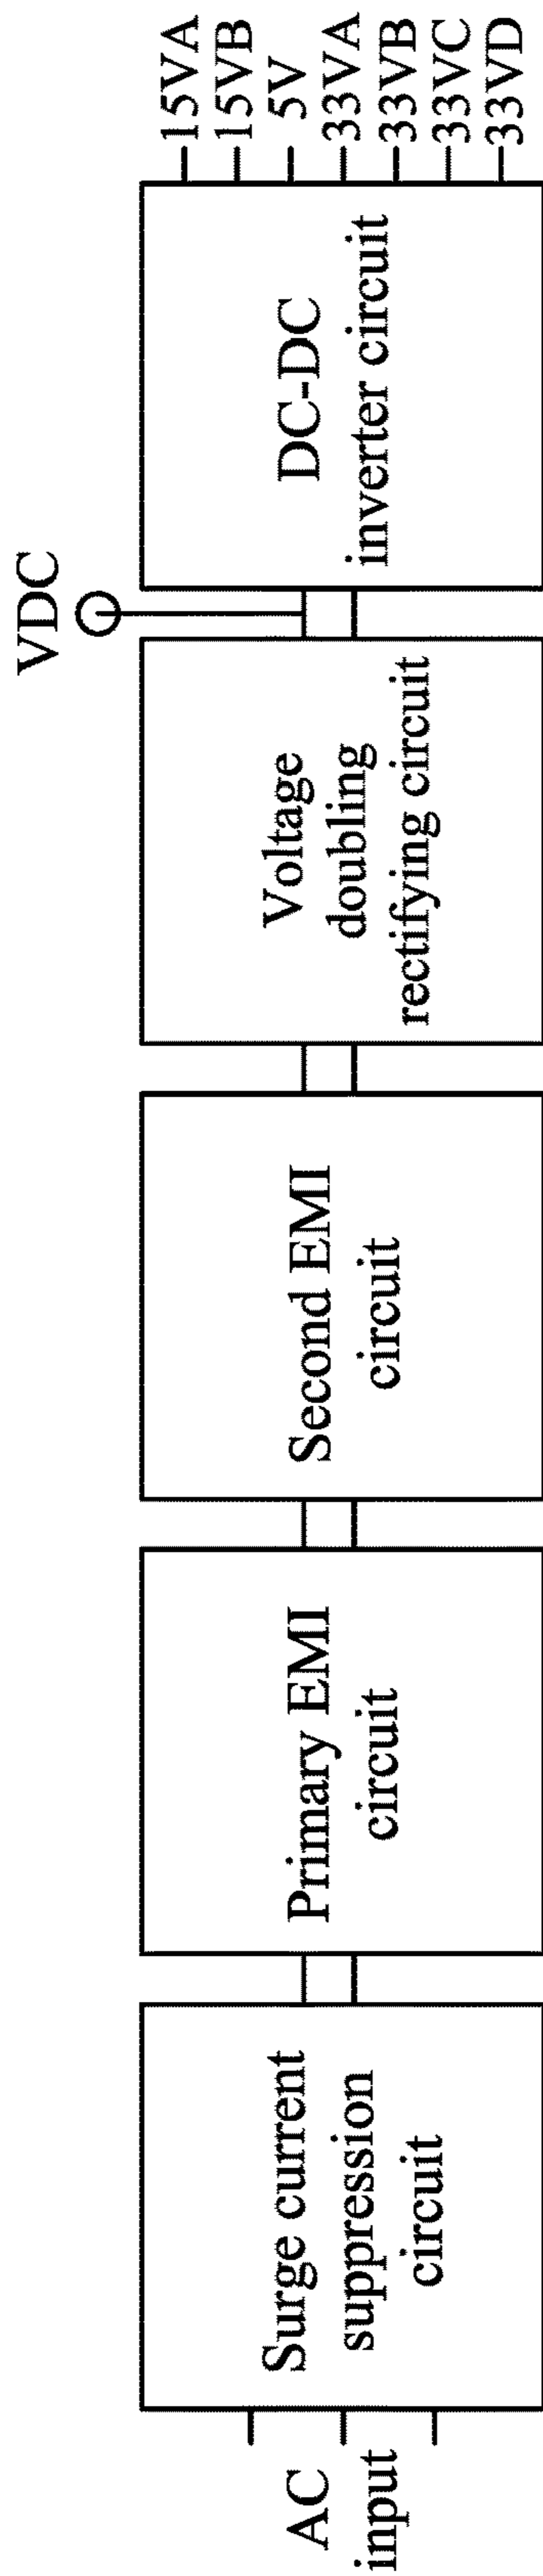 AC
input
Surge current
suppression
circuit
Primary EMI
circuit
Second EMI
circuit
Voltage
doubling
rectifying circuit
VDC
DC-DC
inverter circuit
15VA
15VB
5V
33VA
33VB
33VC
33VD